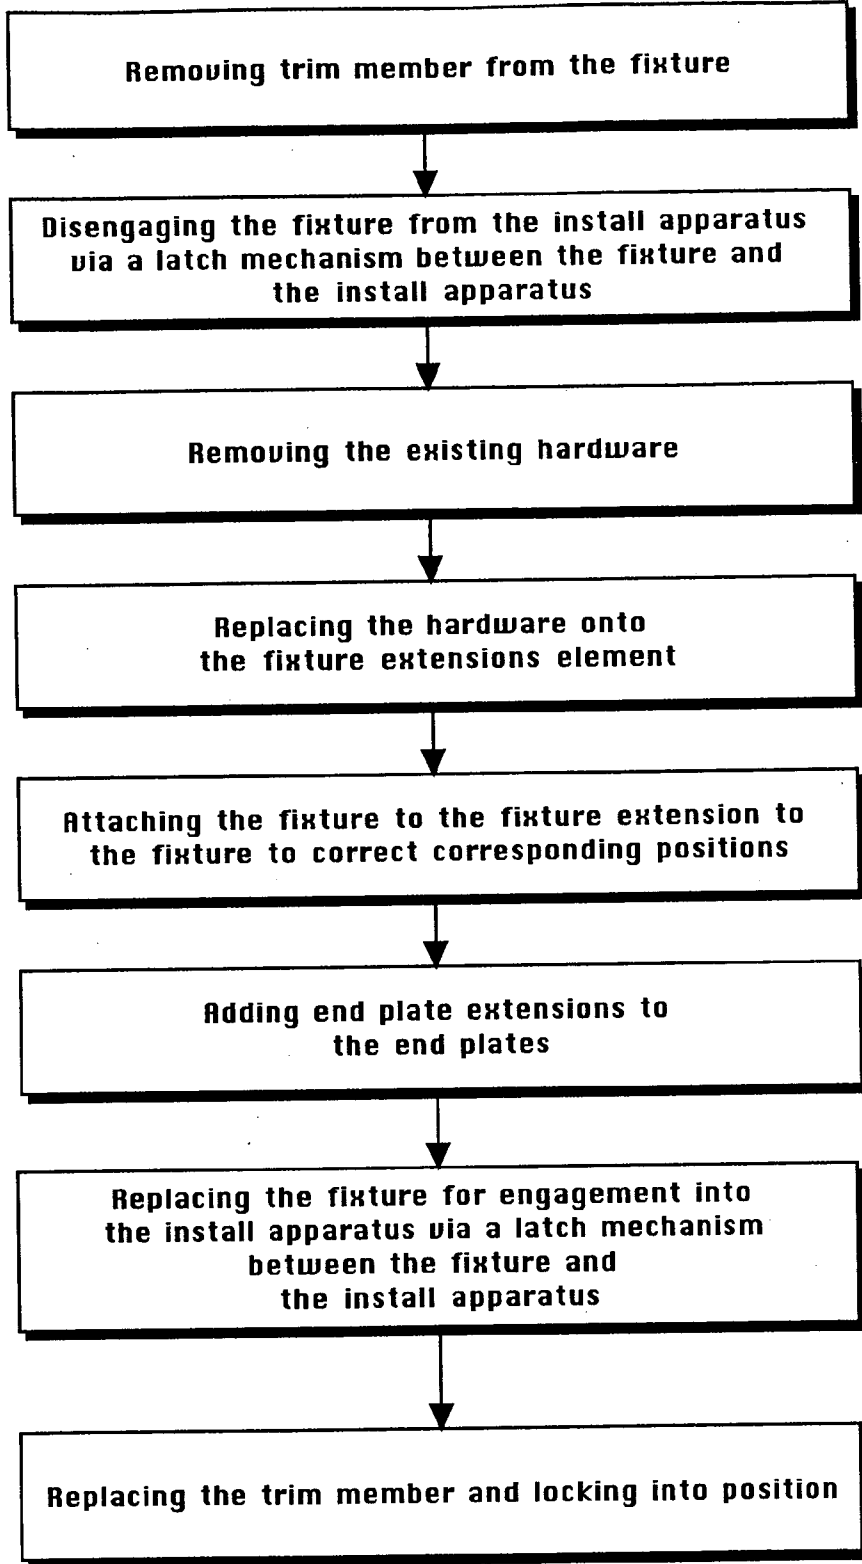 Removing trim member from the fixture
Disengaging the fixture from the install apparatus
via a latch mechanism between the fixture and
the install apparatus
Removing the existing hardware
Replacing the hardware onto
the fixture extensions element
Attaching the fixture to the fixture extension to
the fixture to correct corresponding positions
Adding end plate extensions to
the end plates
Replacing the fixture for engagement into
the install apparatus via a latch mechanism
between the fixture and
the install apparatus
Replacing the trim member and locking into position